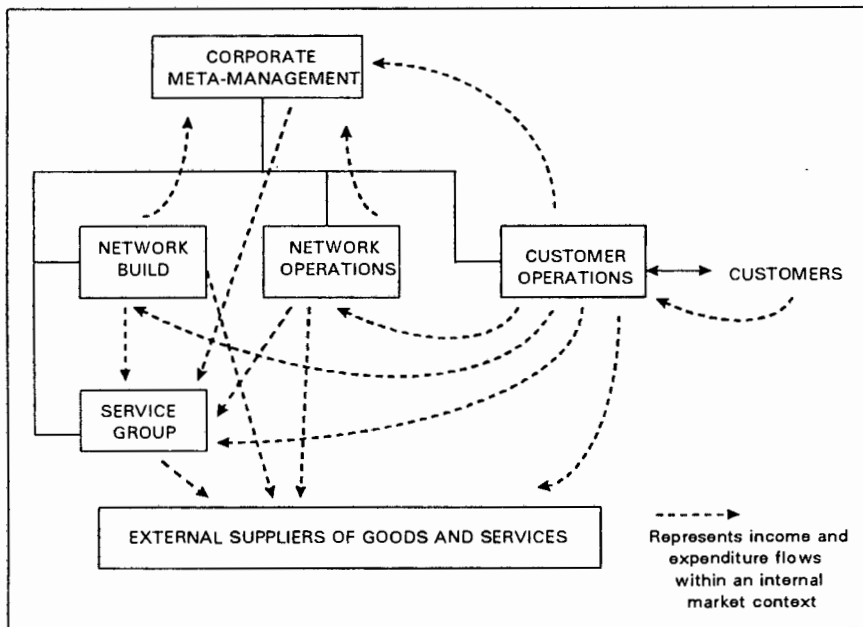 CORPORATE
META-MANAGEMENT
NETWORK
BUILD
NETWORK
OPERATIONS
CUSTOMER
OPERATIONS
CUSTOMERS
SERVICE
GROUP
EXTERNAL SUPPLIERS OF GOODS AND SERVICES
Represents income and
expenditure flows
within an internal
market context